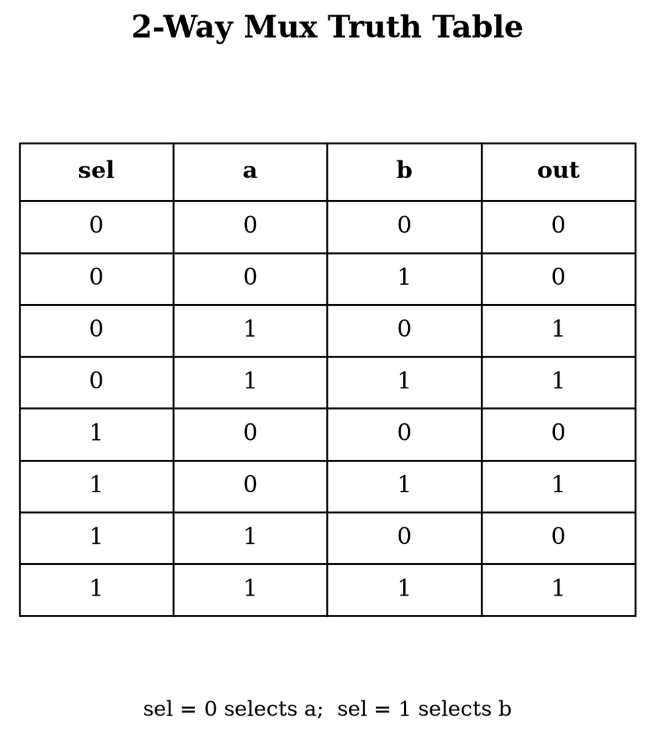 2-Way Mux Truth Table
sel a b out
0 0 0 0
0 0 1 0
0 1 0 1
0 1 1 1
1 0 0 0
1 0 1 1
1 1 0 0
1 1 1 1
sel = 0 selects a;  sel = 1 selects b